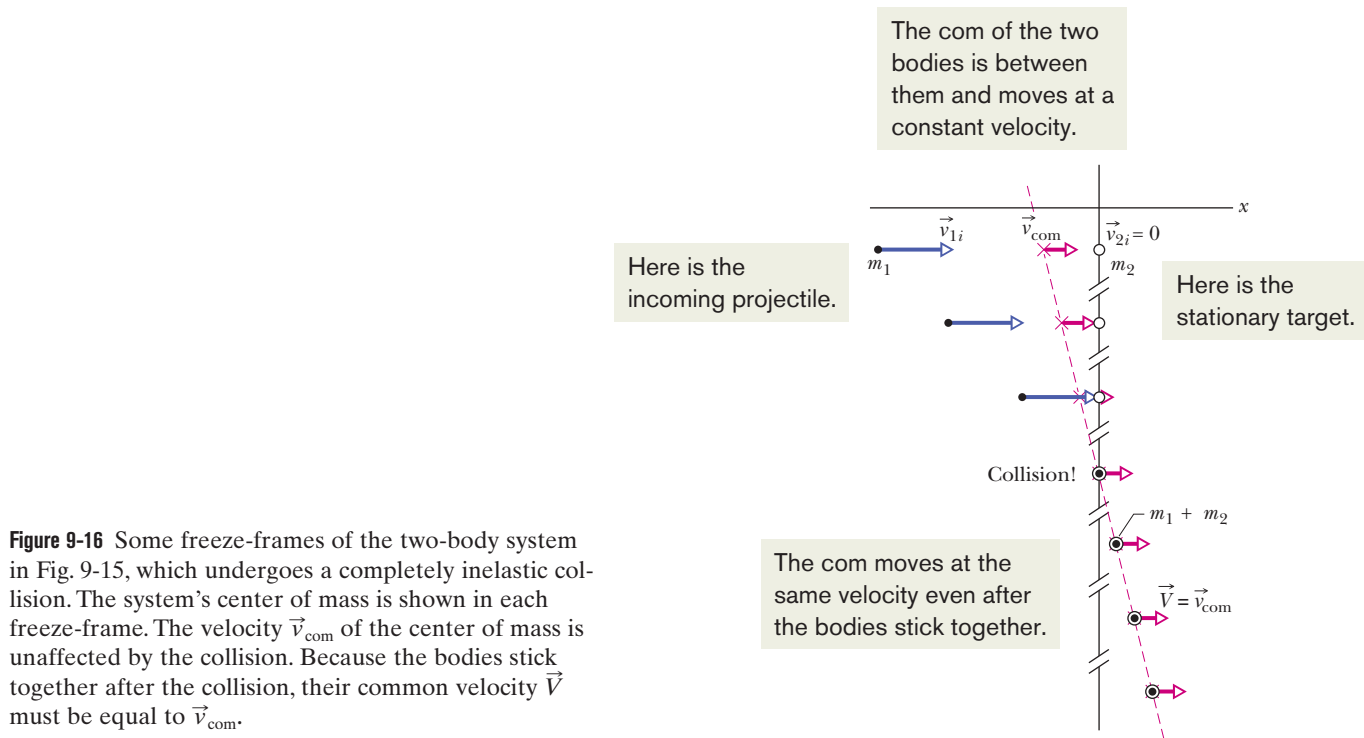 The com of the two
bodies is between
them and moves at a
constant velocity.
x
v⃗1i
v⃗com
v⃗2i = 0
m1
m2
Here is the
incoming projectile.
Here is the
stationary target.
Collision!
m1 + m2
The com moves at the
same velocity even after
the bodies stick together.
V⃗ = v⃗com
Figure 9-16 Some freeze-frames of the two-body system
in Fig. 9-15, which undergoes a completely inelastic col-
lision. The system's center of mass is shown in each
freeze-frame. The velocity v⃗com of the center of mass is
unaffected by the collision. Because the bodies stick
together after the collision, their common velocity V⃗
must be equal to v⃗com.